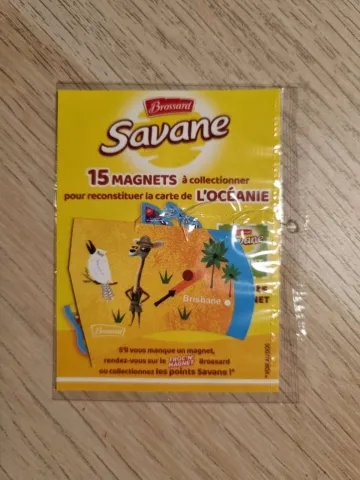 Brossard
Savane
15 MAGNETS à collectionner
pour reconstituer la carte de L'OCÉANIE
Brisbane
Brossard
S'il vous manque un magnet,
rendez-vous sur le Brossard
ou collectionnez les points Savane !*